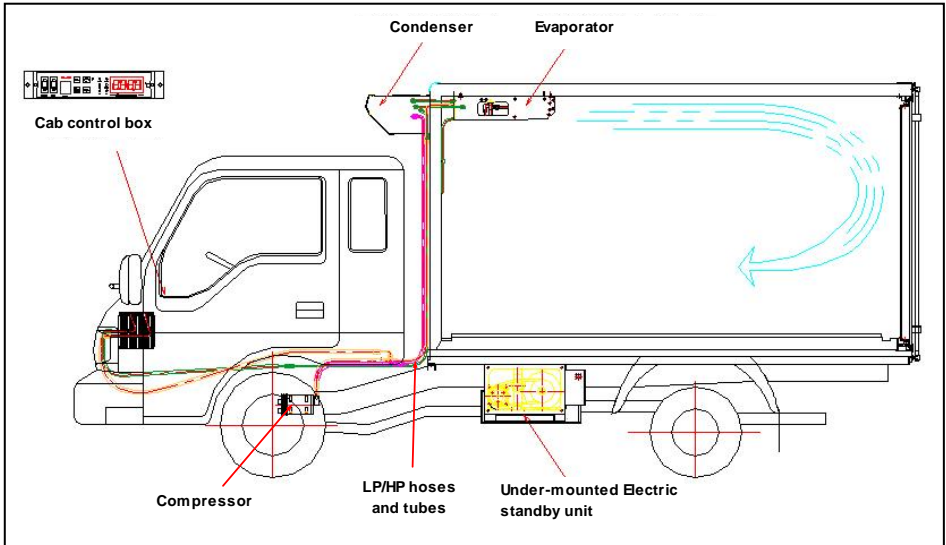 Condenser
Evaporator
Cab control box
Compressor
LP/HP hoses
and tubes
Under-mounted Electric
standby unit